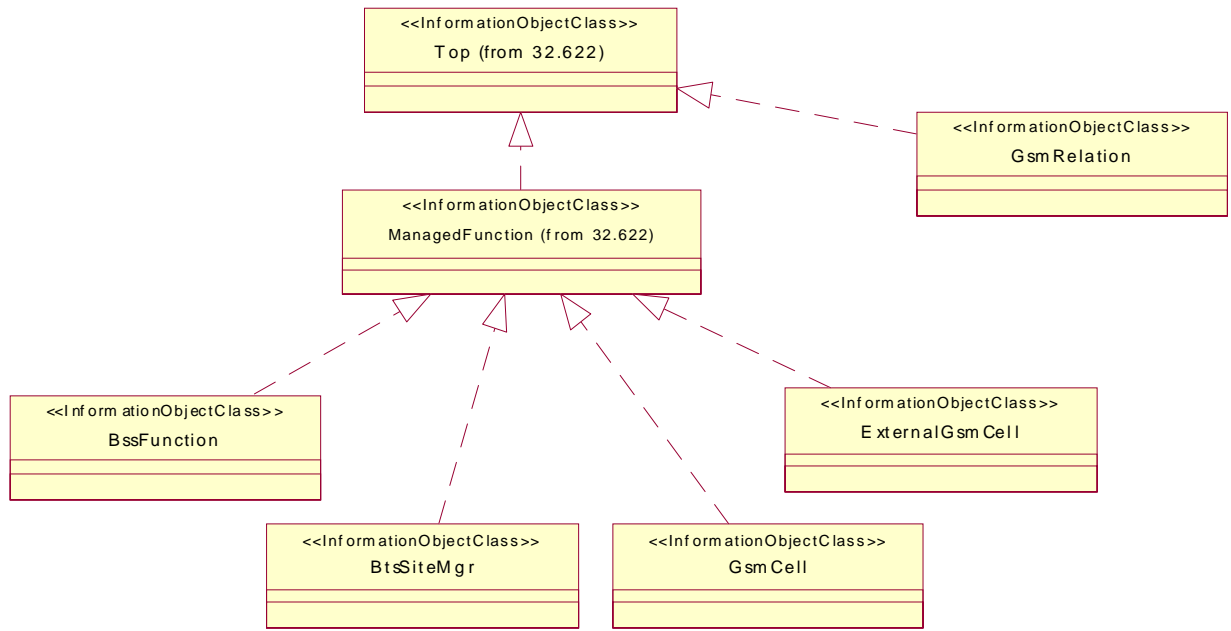 <<InformationObjectClass>>
Top (from 32.622)
<<InformationObjectClass>>
GsmRelation
<<InformationObjectClass>>
ManagedFunction (from 32.622)
<<InformationObjectClass>>
BssFunction
<<InformationObjectClass>>
ExternalGsmCell
<<InformationObjectClass>>
BtsSiteMgr
<<InformationObjectClass>>
GsmCell